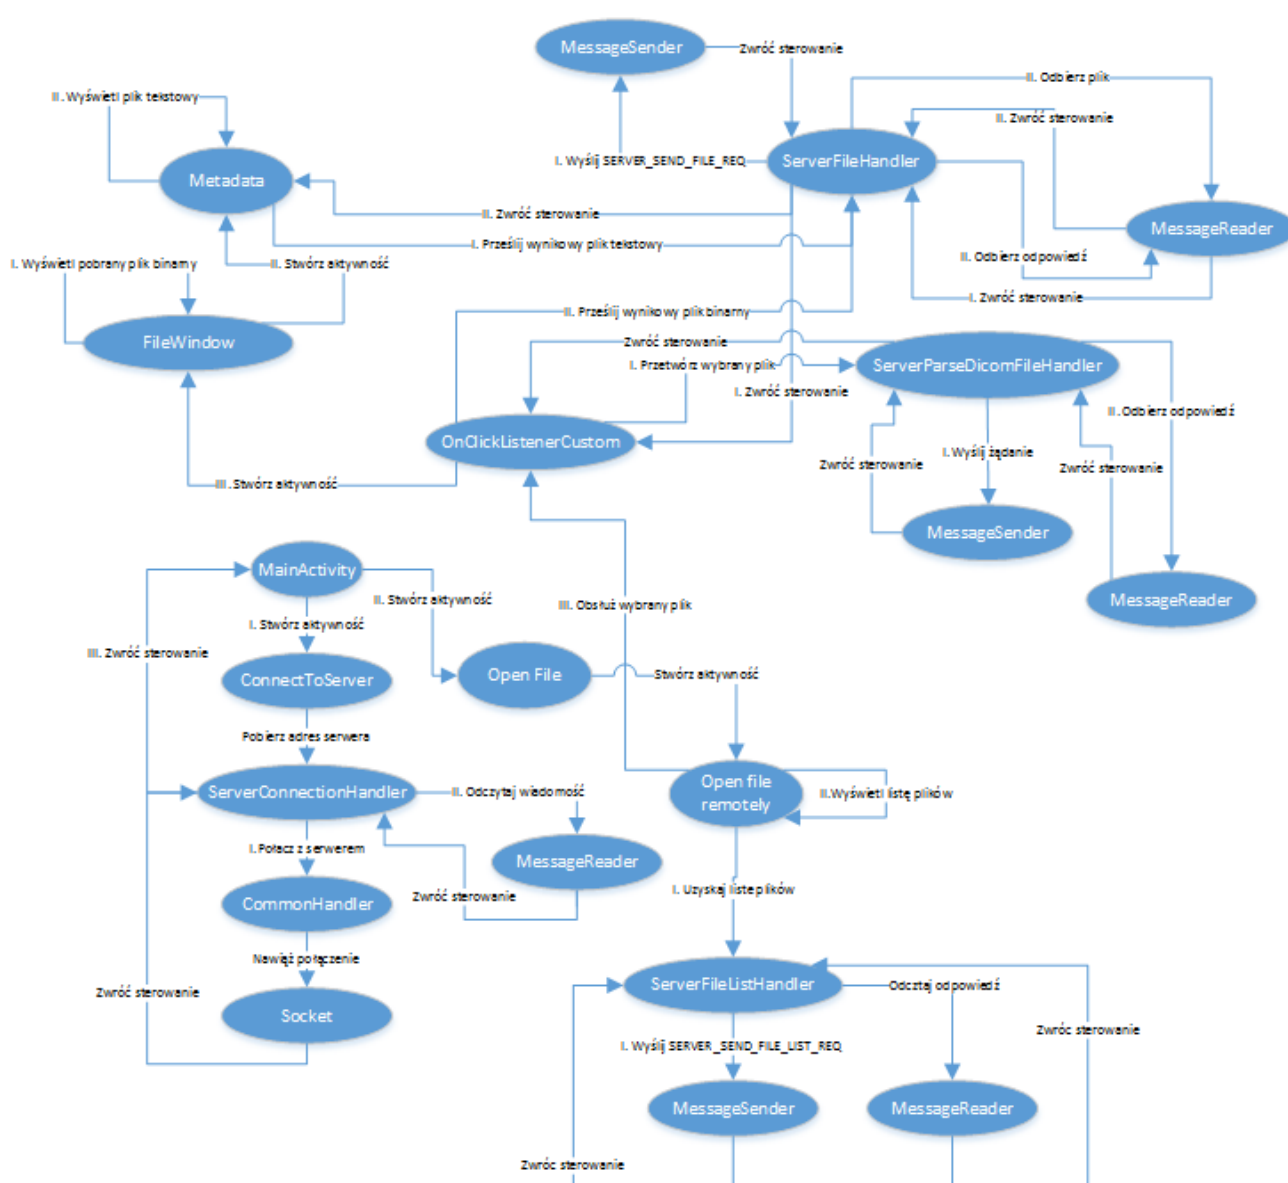 MessageSender
Zwróć sterowanie
II. Odbierz plik
II. Wyświetl plik tekstowy
II. Zwróć sterowanie
I. Wyślij SERVER_SEND_FILE_REQ
ServerFileHandler
Metadada
II. Zwróć sterowanie
MessageReader
I. Prześlij wynikowy plik tekstowy
II. Odbierz odpowiedź
I. Wyświetl pobrany plik binarny
II. Stwórz aktywność
I. Zwróć sterowanie
II. Prześlij wynikowy plik binarny
FileWindow
Zwróć sterowanie
I. Przetwórz wybrany plik
ServerParseDicomFileHandler
I. Zwróć sterowanie
II. Odbierz odpowiedź
OnClickListenerCustom
I. Wyślij żądanie
Zwróć sterowanie
Zwróć sterowanie
III. Stwórz aktywność
MessageSender
MainActivity
II. Stwórz aktywność
III. Obsłuż wybrany plik
MessageReader
I. Stwórz aktywność
III. Zwróć sterowanie
ConnectToServer
Open File
Stwórz aktywność
Pobierz adres serwera
ServerConnectionHandler
II. Odczytaj wiadomość
Open file
remotely
II.Wyświetl listę plików
I. Połacz z serwerem
MessageReader
I. Uzyskaj liste plików
Zwróć sterowanie
CommonHandler
Nawiąż połączenie
ServerFileListHandler
Odcztaj odpowiedź
Zwróć sterowanie
Socket
Zwróc sterowanie
I. Wyślij SERVER_SEND_FILE_LIST_REQ
MessageSender
MessageReader
Zwróc sterowanie